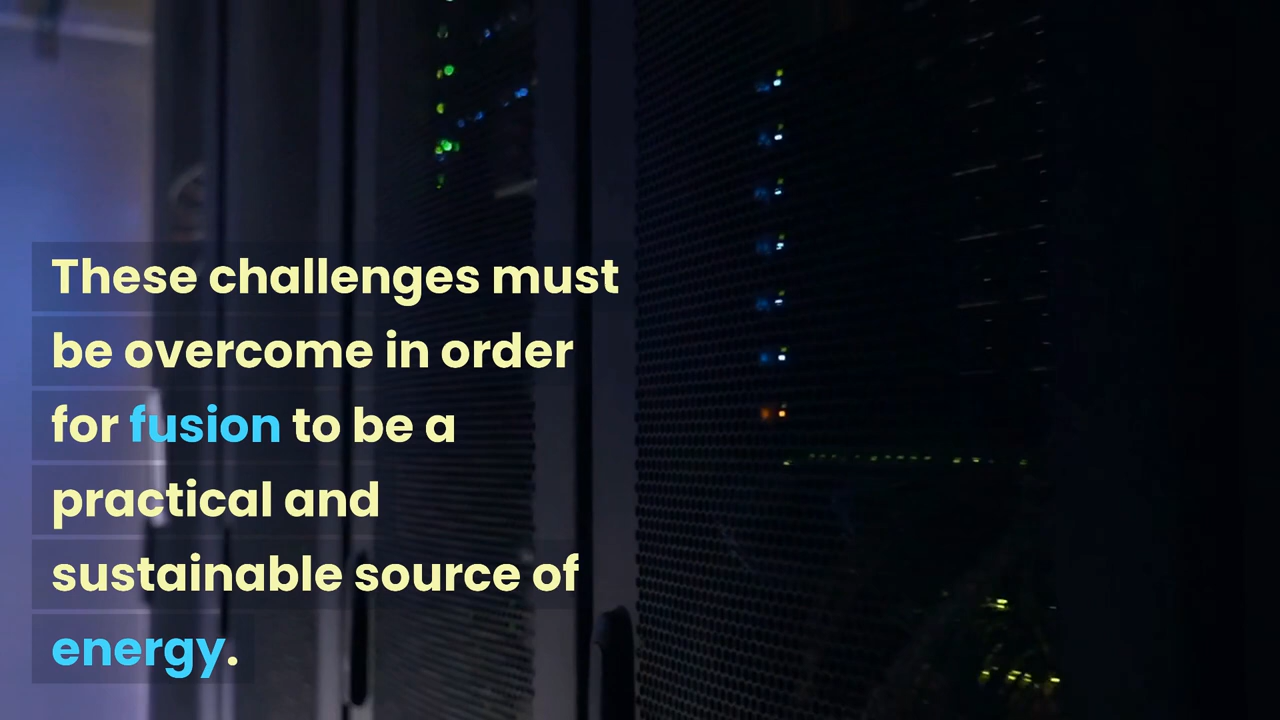 These challenges must
be overcome in order
for fusion to be a
practical and
sustainable source of
energy.